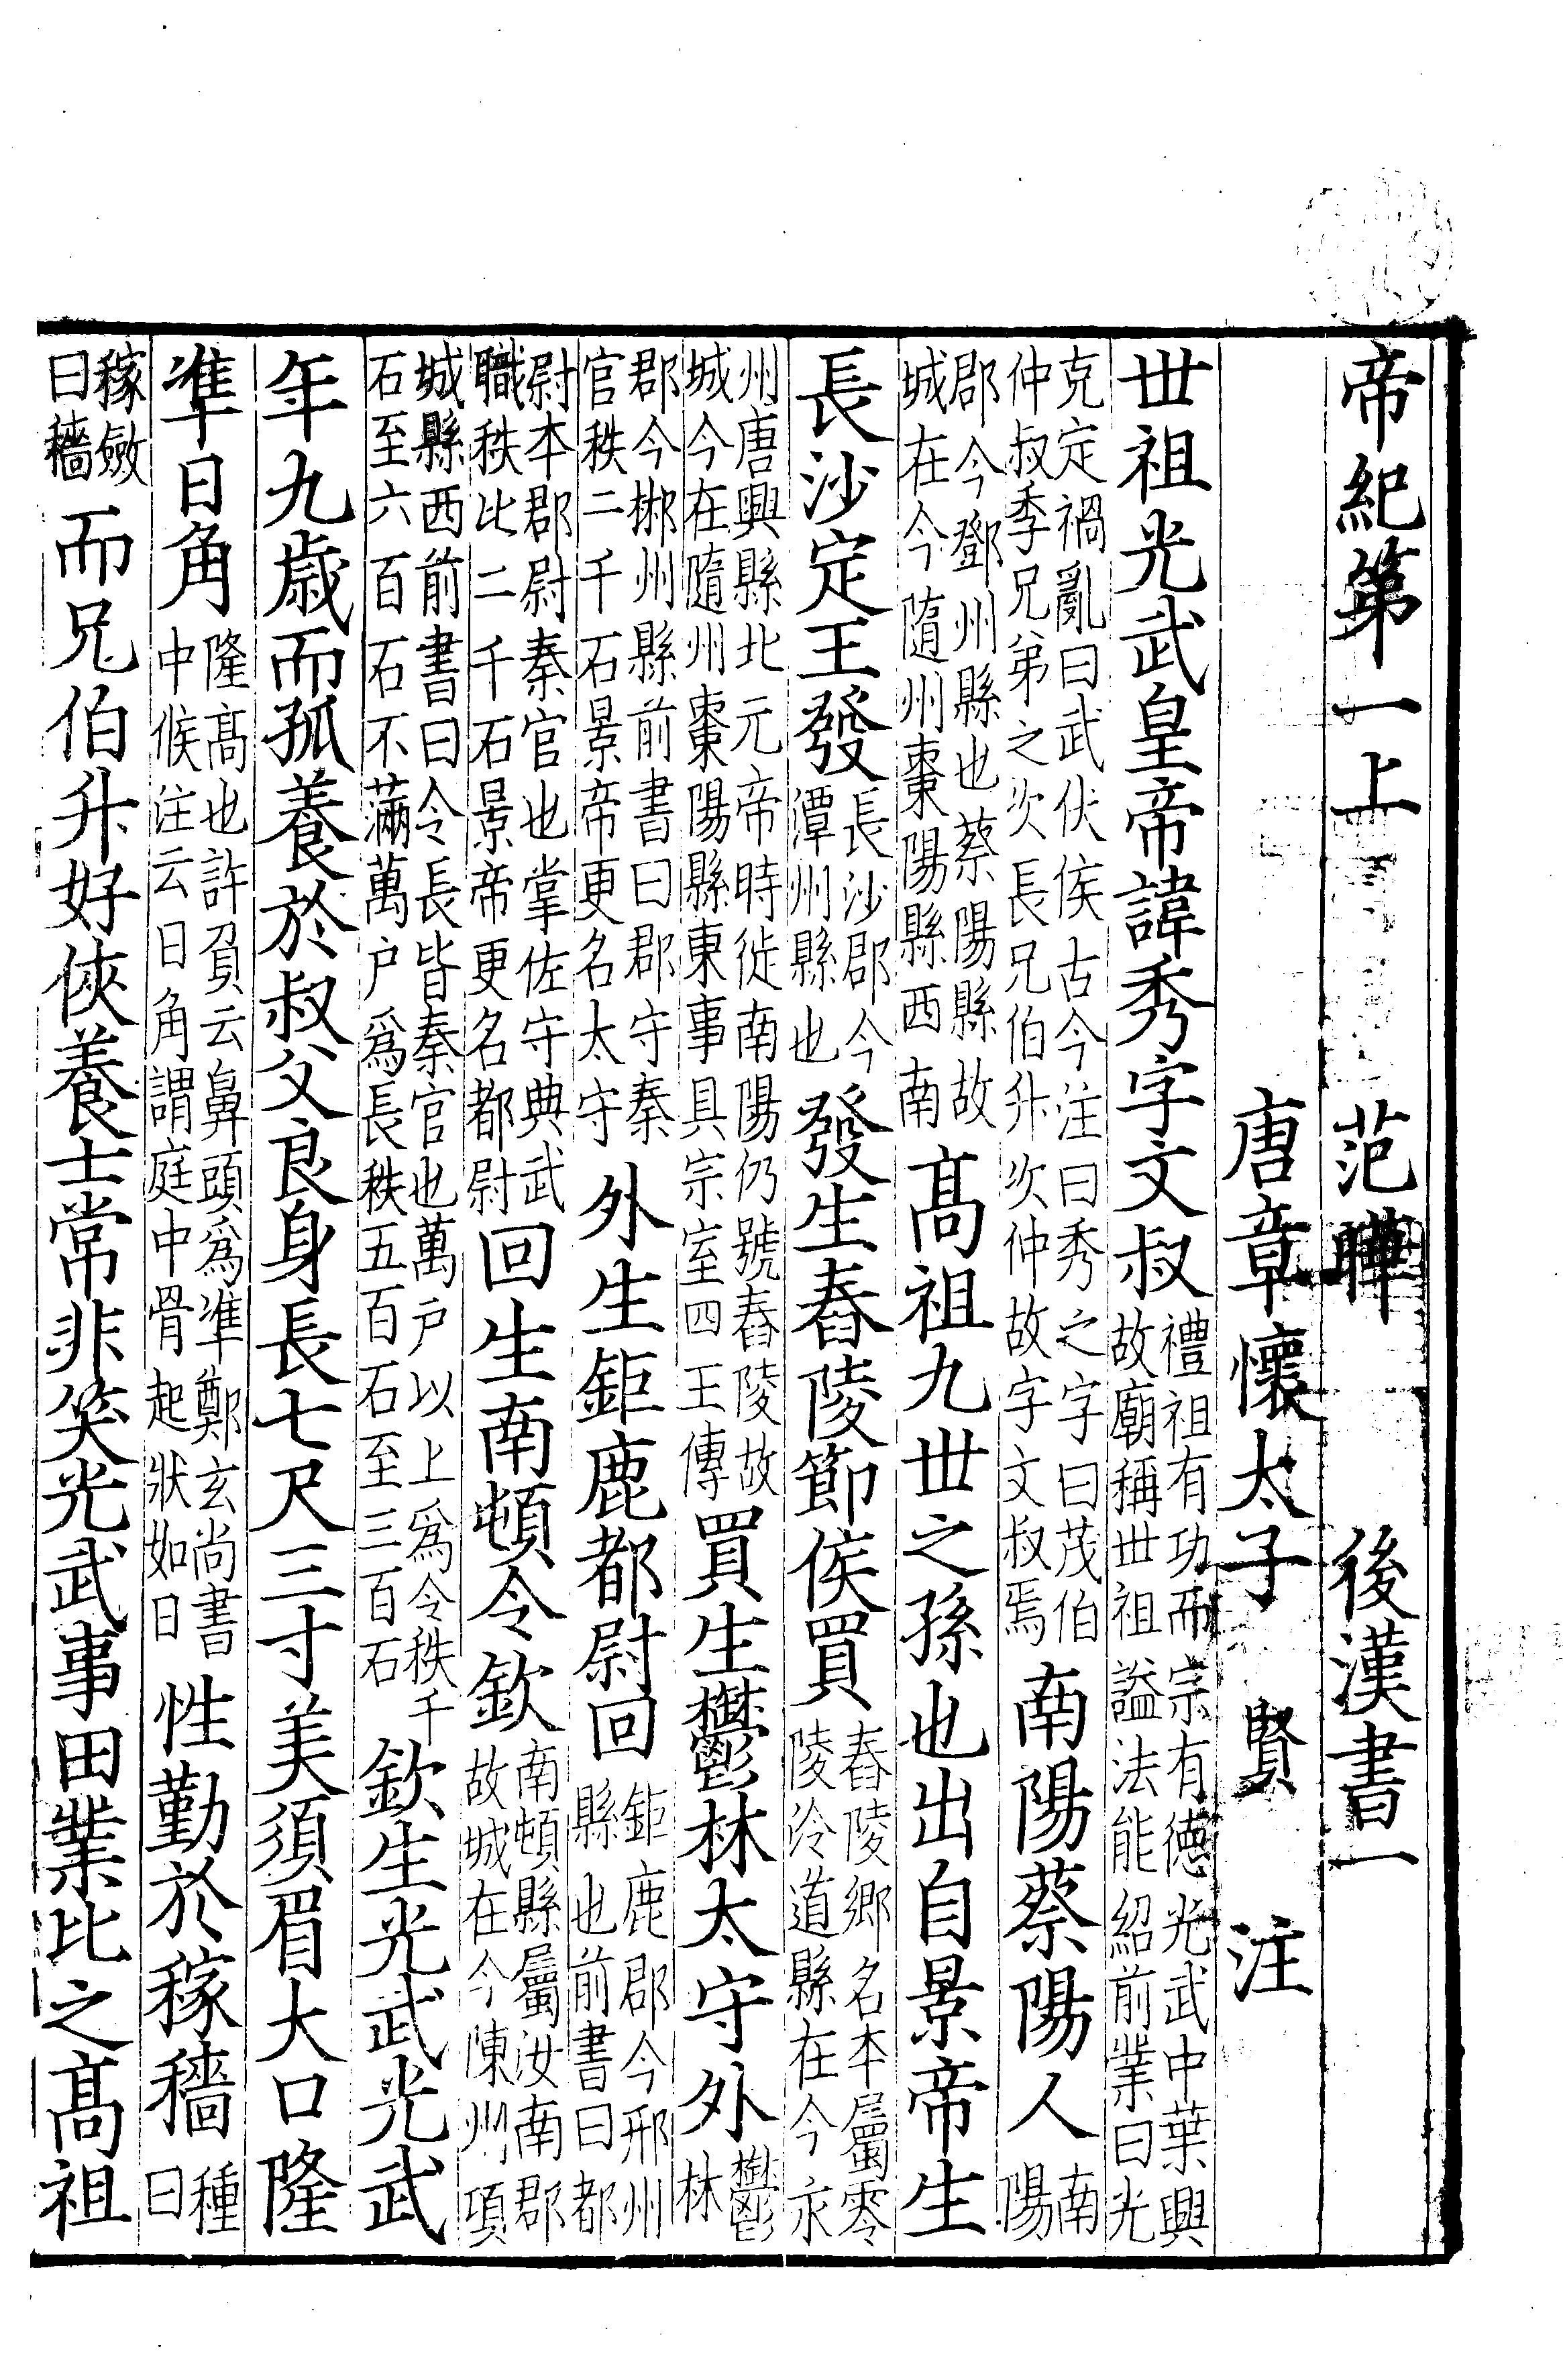 帝紀第一上 范曄 後漢書一
唐章懷太子 賢 注
丗祖光武皇帝諱秀字文叔禮祖有功而宗有德光武中葉興故廟稱丗祖謚法能紹前業曰光
克定禍亂曰武伏侯古今注曰秀之字曰茂伯仲叔季兄弟之次長兄伯升次仲故字文叔焉南陽蔡陽人南陽
郡今鄧州縣也蔡陽縣故城在今隨州棗陽縣西南髙祖九丗之孫也出自景帝生
長沙定王發長沙郡今潭州縣也發生舂陵節侯買舂陵鄉名本屬零陵泠道縣在今永
州唐興縣北元帝時徙南陽仍號舂陵故城今在隨州棗陽縣東事具宗室四王傳買生鬱林太守外鬱林
郡今郴州縣前書曰郡守秦官秩二千石景帝更名太守外生鉅鹿都尉回鉅鹿郡今邢州縣也前書曰都
尉本郡尉秦官也掌佐守典武職秩比二千石景帝更名都尉回生南頓令欽南頓縣屬汝南郡故城在今陳州項
城縣西前書曰令長皆秦官也萬户以上爲令秩千石至六百石不滿萬户爲長秩五百石至三百石欽生光武光武
年九歳而孤養於叔父良身長七尺三寸美須眉大口隆
準日角隆髙也許負云鼻頭爲準鄭玄尚書中候注云日角謂庭中骨起狀如日性勤於稼穡種曰
稼斂曰穡而兄伯升好俠養士常非笑光武事田業比之髙祖